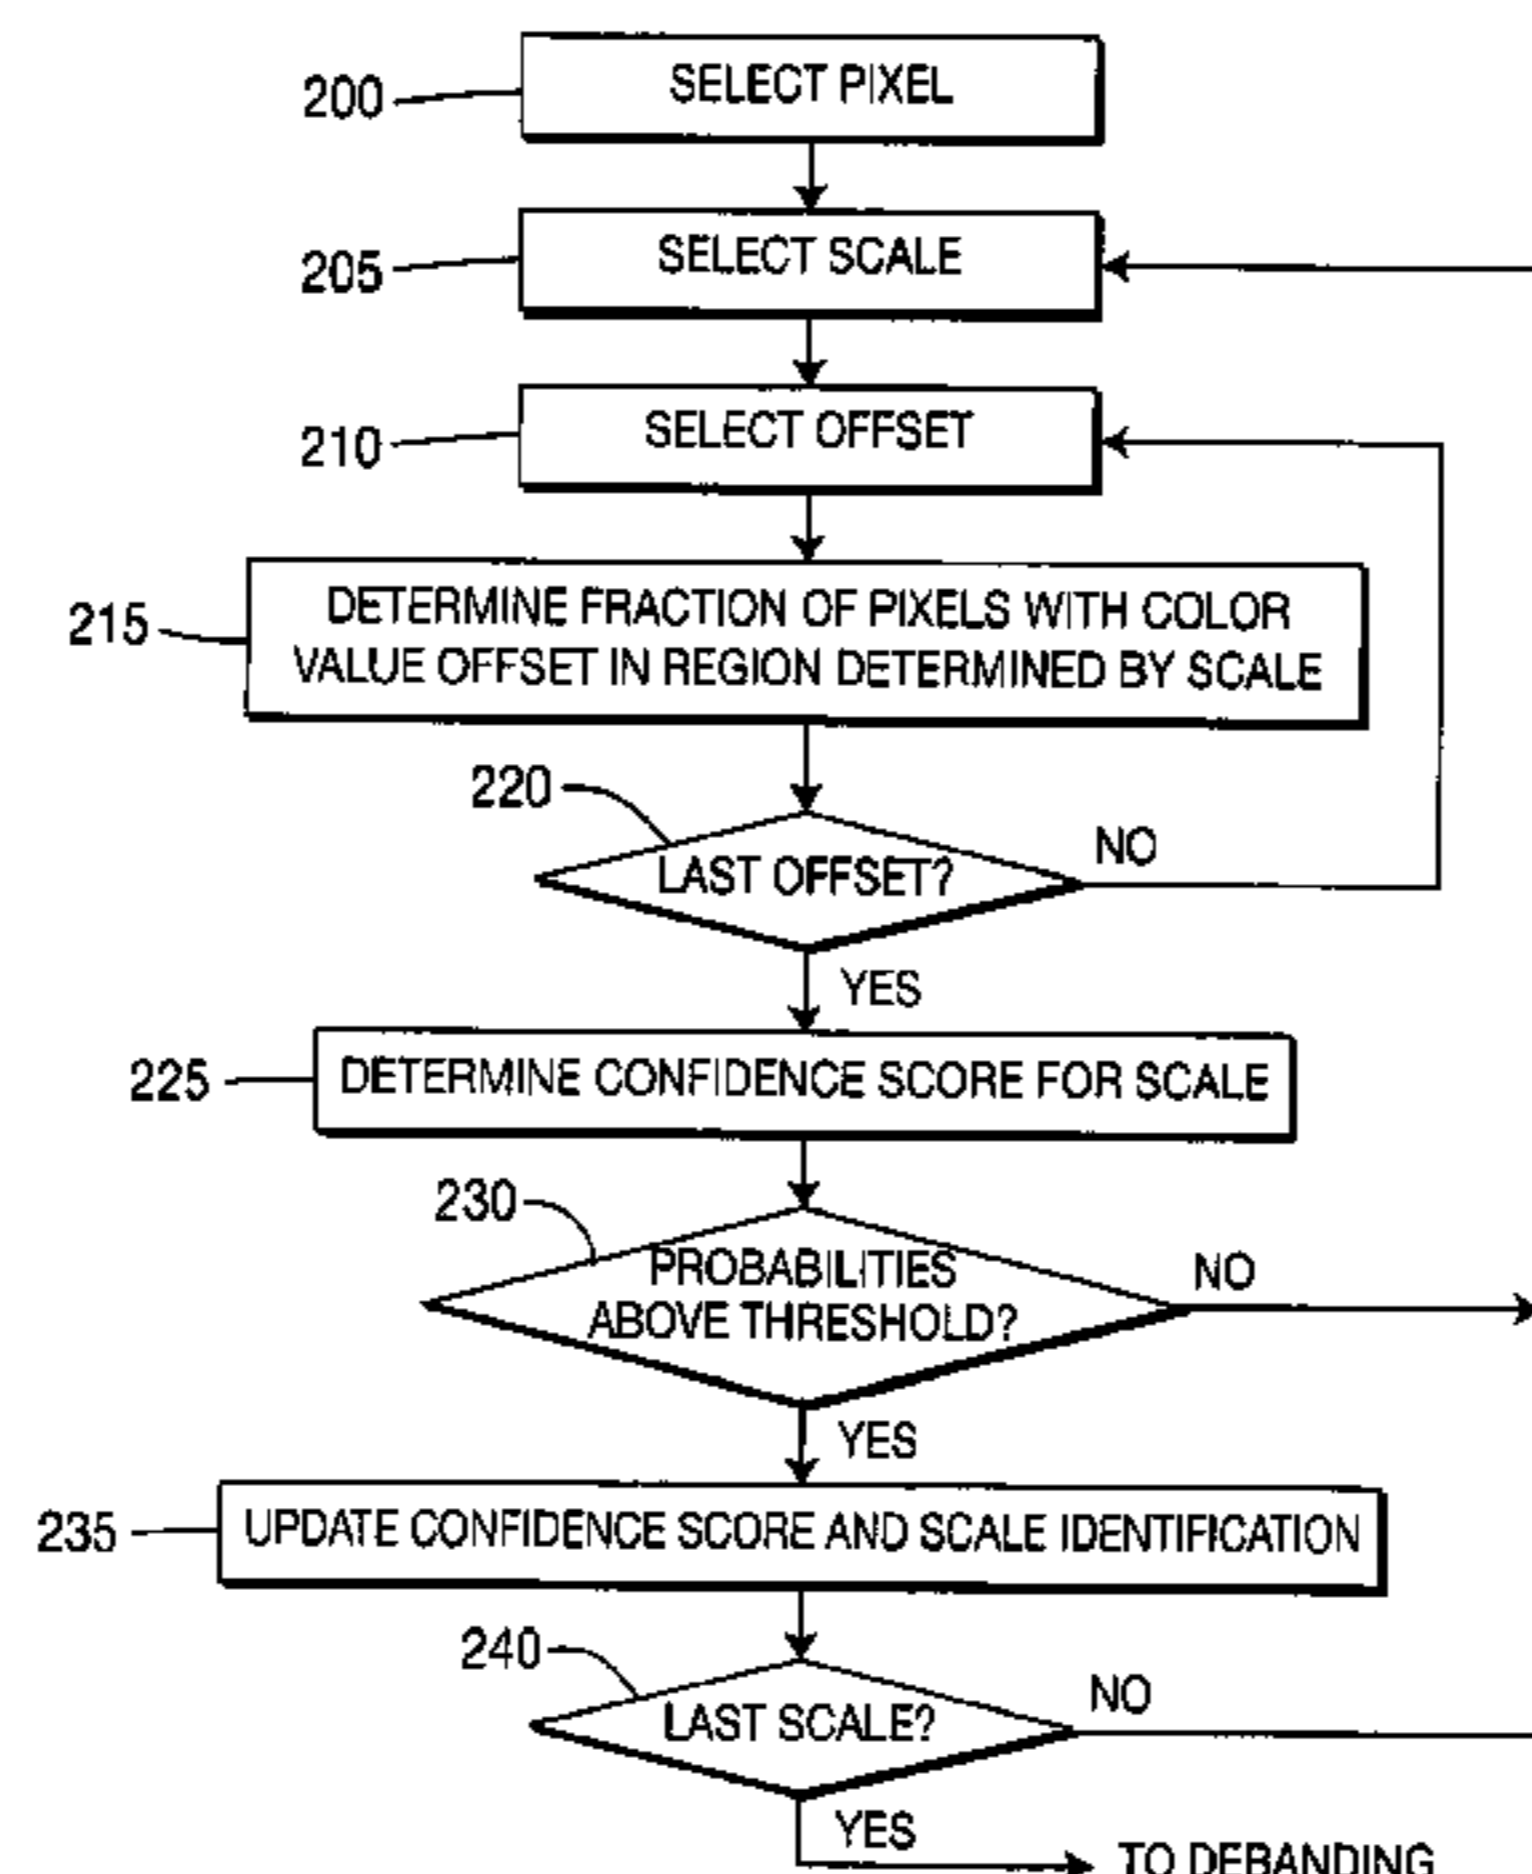 200
SELECT PIXEL
205
SELECT SCALE
210
SELECT OFFSET
215
DETERMINE FRACTION OF PIXELS WITH COLOR
VALUE OFFSET IN REGION DETERMINED BY SCALE
220
LAST OFFSET?
NO
YES
225
DETERMINE CONFIDENCE SCORE FOR SCALE
230
PROBABILITIES
ABOVE THRESHOLD?
NO
YES
235
UPDATE CONFIDENCE SCORE AND SCALE IDENTIFICATION
240
LAST SCALE?
NO
YES
TO DEBANDING